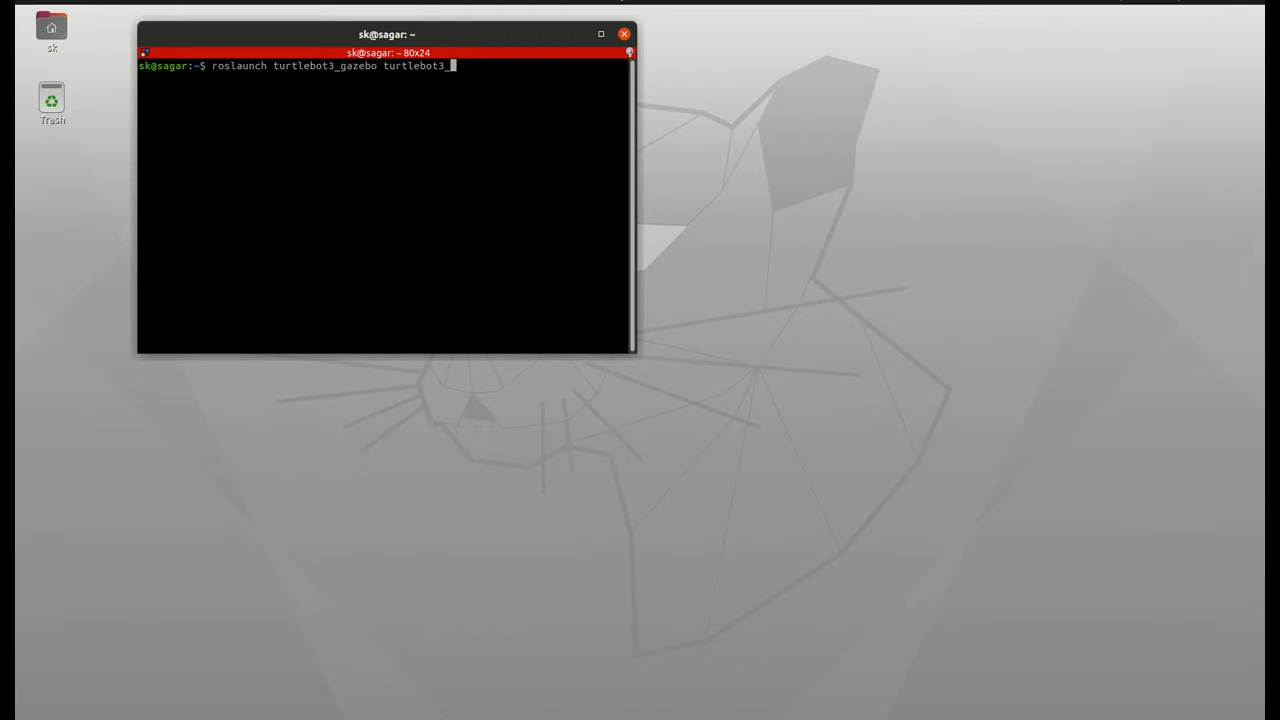 sk
Trash
sk@sagar: ~
sk@sagar: ~ 80x24
sk@sagar:~$ roslaunch turtlebot3_gazebo turtlebot3_